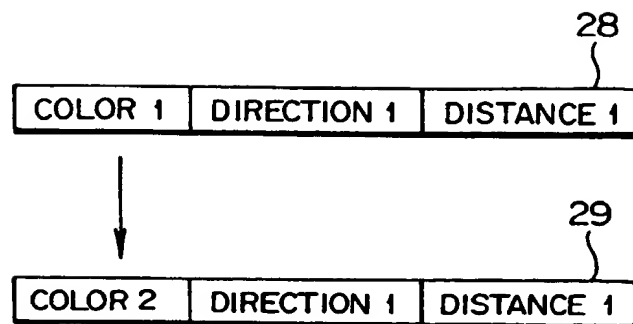 28
COLOR 1 DIRECTION 1 DISTANCE 1
29
COLOR 2 DIRECTION 1 DISTANCE 1